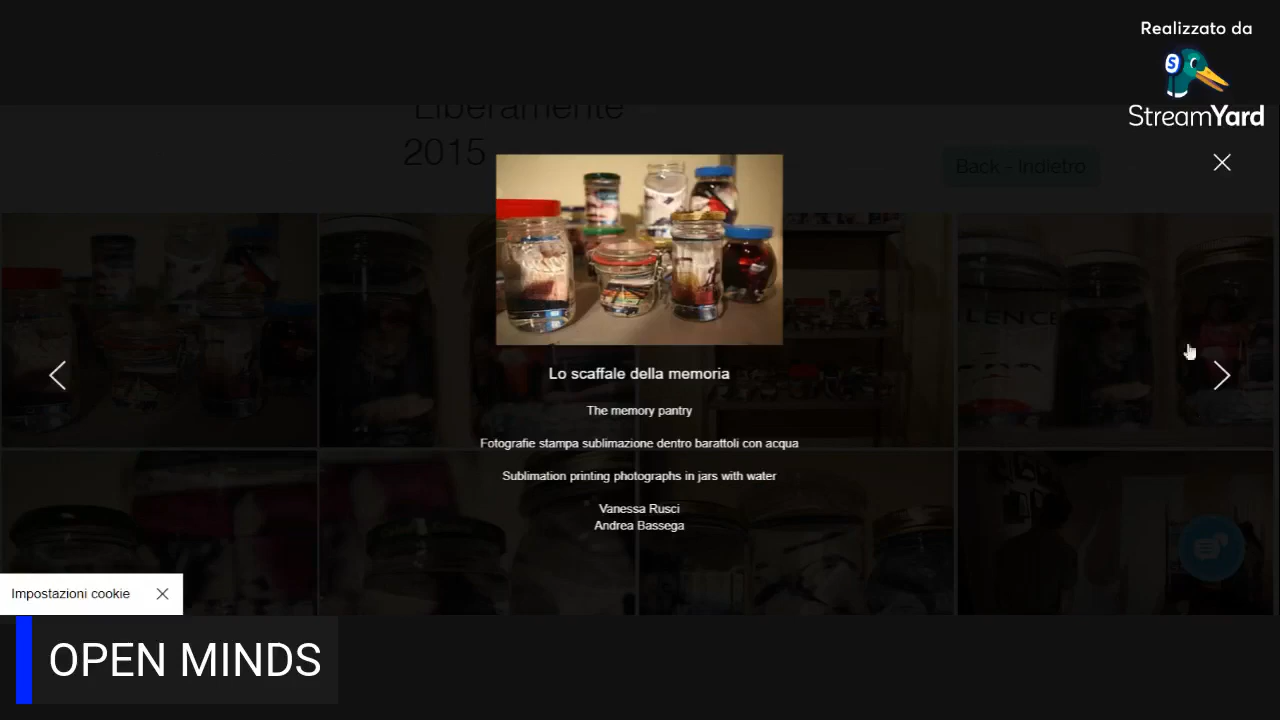 Realizzato da
StreamYard
Liberamente
2015
Back - Indietro
LENCE
Lo scaffale della memoria
The memory pantry
Fotografie stampa sublimazione dentro barattoli con acqua
Sublimation printing photographs in jars with water
Vanessa Rusci
Andrea Bassega
Impostazioni cookie
OPEN MINDS